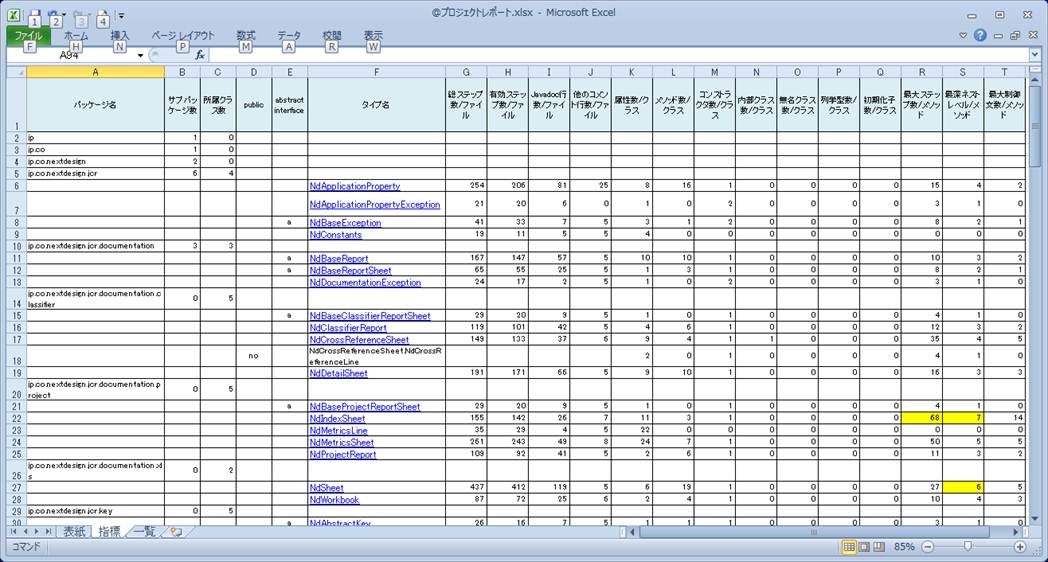 @プロジェクトレポート.xlsx - Microsoft Excel
1 2 3 4
ファイル ホーム 挿入 ページ レイアウト 数式 データ 校閲 表示
F H N P M A R W
A94 fx
A B C D E F G H I J K L M N O P Q R S T
1 パッケージ名 サブパッケージ数 所属クラス数 public abstract interface タイプ名 総ステップ数/ファイル 有効ステップ数/ファイル Javadoc行数/ファイル 他のコメント行数/ファイル 属性数/クラス メソッド数/クラス コンストラクタ数/クラス 内部クラス数/クラス 無名クラス数/クラス 列挙型数/クラス 初期化子数/クラス 最大ステップ数/メソッド 最深ネストレベル/メソッド 最大制御文数/メソッド
2 jp 1 0
3 jp.co 1 0
4 jp.co.nextdesign 2 0
5 jp.co.nextdesign.jcr 6 4
6 NdApplicationProperty 254 206 81 25 8 16 1 0 0 0 0 15 4 2
7 NdApplicationPropertyException 21 20 6 0 1 0 2 0 0 0 0 3 1 0
8 a NdBaseException 41 33 7 5 3 1 2 0 0 0 0 8 2 1
9 NdConstants 19 11 5 5 4 0 0 0 0 0 0 0 0 0
10 jp.co.nextdesign.jcr.documentation 3 3
11 a NdBaseReport 167 147 57 5 10 10 1 0 0 0 0 10 3 2
12 a NdBaseReportSheet 65 55 25 5 1 3 1 0 0 0 0 8 2 1
13 NdDocumentationException 24 17 2 5 1 0 2 0 0 0 0 3 1 0
14 jp.co.nextdesign.jcr.documentation.classifier 0 5
15 a NdBaseClassifierReportSheet 29 20 9 5 1 0 1 0 0 0 0 4 1 0
16 NdClassifierReport 119 101 42 5 4 6 1 0 0 0 0 12 3 2
17 NdCrossReferenceSheet 149 133 37 6 9 4 1 1 0 0 0 35 4 5
18 no NdCrossReferenceSheet.NdCrossReferenceLine 2 0 1 0 0 0 0 4 1 0
19 NdDetailSheet 191 171 66 5 9 10 1 0 0 0 0 16 3 3
20 jp.co.nextdesign.jcr.documentation.project 0 5
21 a NdBaseProjectReportSheet 29 20 9 5 1 0 1 0 0 0 0 4 1 0
22 NdIndexSheet 155 142 26 7 11 3 1 0 0 0 0 68 7 14
23 NdMetricsLine 35 29 4 5 22 0 0 0 0 0 0 0 0 0
24 NdMetricsSheet 261 243 49 8 24 7 1 0 0 0 0 50 5 5
25 NdProjectReport 109 92 41 5 2 6 1 0 0 0 0 11 3 2
26 jp.co.nextdesign.jcr.documentation.xls 0 2
27 NdSheet 437 412 119 5 6 19 1 0 0 0 0 27 6 5
28 NdWorkbook 87 72 25 6 2 4 1 0 0 0 0 10 4 3
29 jp.co.nextdesign.jcr.key 0 5
30 a NdAbstractKey 26 16 7 5 1 1 1 0 0 0 0 3 1 0
表紙 指標 一覧
コマンド 85%